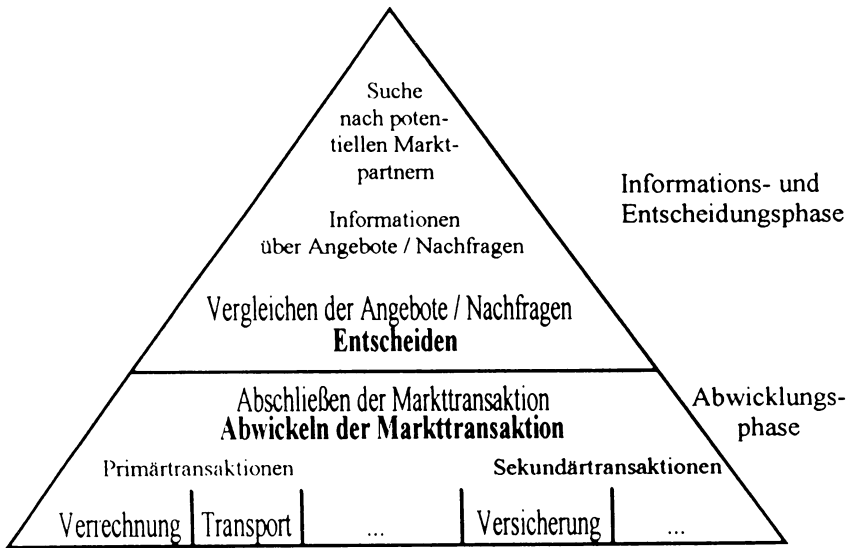 Suche
nach poten-
tiellen Markt-
partnern
Informationen
über Angebote / Nachfragen
Vergleichen der Angebote / Nachfragen
Entscheiden
Informations- und
Entscheidungsphase
Abschließen der Markttransaktion
Abwickeln der Markttransaktion
Abwicklungs-
phase
Primärtransaktionen
Sekundärtransaktionen
Verrechnung
Transport
...
Versicherung
...